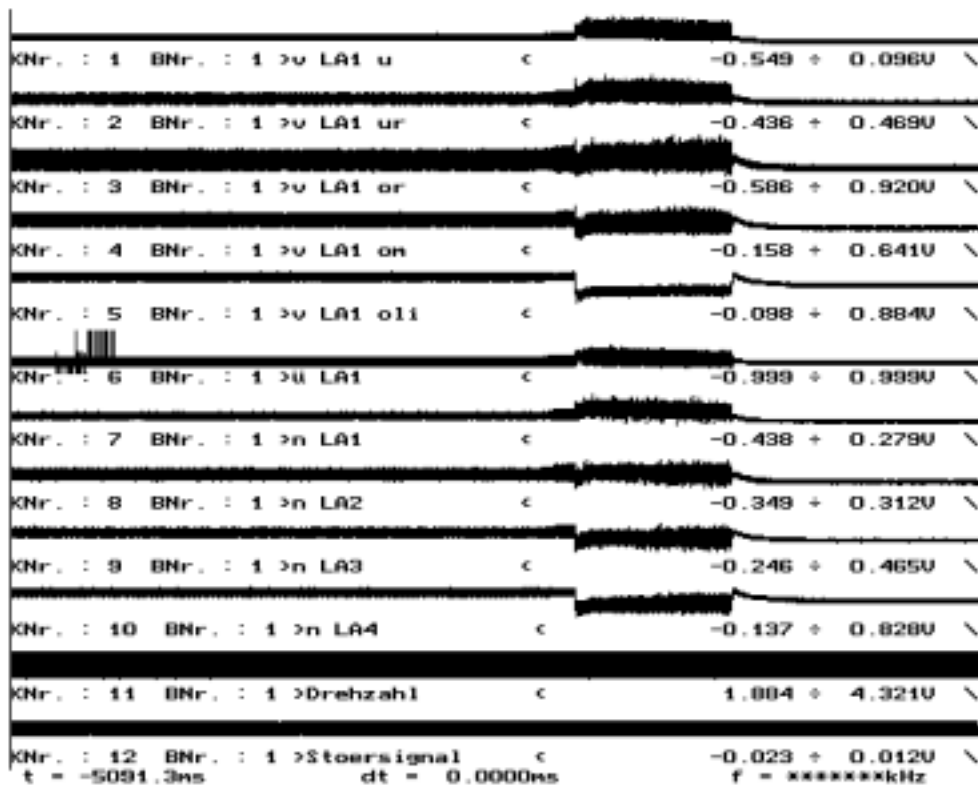 KNr. : 1 BNr. : 1 >v LA1 u < -0.549 ÷ 0.096V \
KNr. : 2 BNr. : 1 >v LA1 ur < -0.436 ÷ 0.469V \
KNr. : 3 BNr. : 1 >v LA1 or < -0.586 ÷ 0.920V \
KNr. : 4 BNr. : 1 >v LA1 om < -0.158 ÷ 0.641V \
KNr. : 5 BNr. : 1 >v LA1 oli < -0.098 ÷ 0.884V \
KNr. : 6 BNr. : 1 >ü LA1 < -0.999 ÷ 0.999V \
KNr. : 7 BNr. : 1 >n LA1 < -0.438 ÷ 0.279V \
KNr. : 8 BNr. : 1 >n LA2 < -0.349 ÷ 0.312V \
KNr. : 9 BNr. : 1 >n LA3 < -0.246 ÷ 0.465V \
KNr. : 10 BNr. : 1 >n LA4 < -0.137 ÷ 0.828V \
KNr. : 11 BNr. : 1 >Drehzahl < 1.884 ÷ 4.321V \
KNr. : 12 BNr. : 1 >Stoersignal < -0.023 ÷ 0.012V \
t = -5091.3ms dt = 0.0000ms f = *******kHz